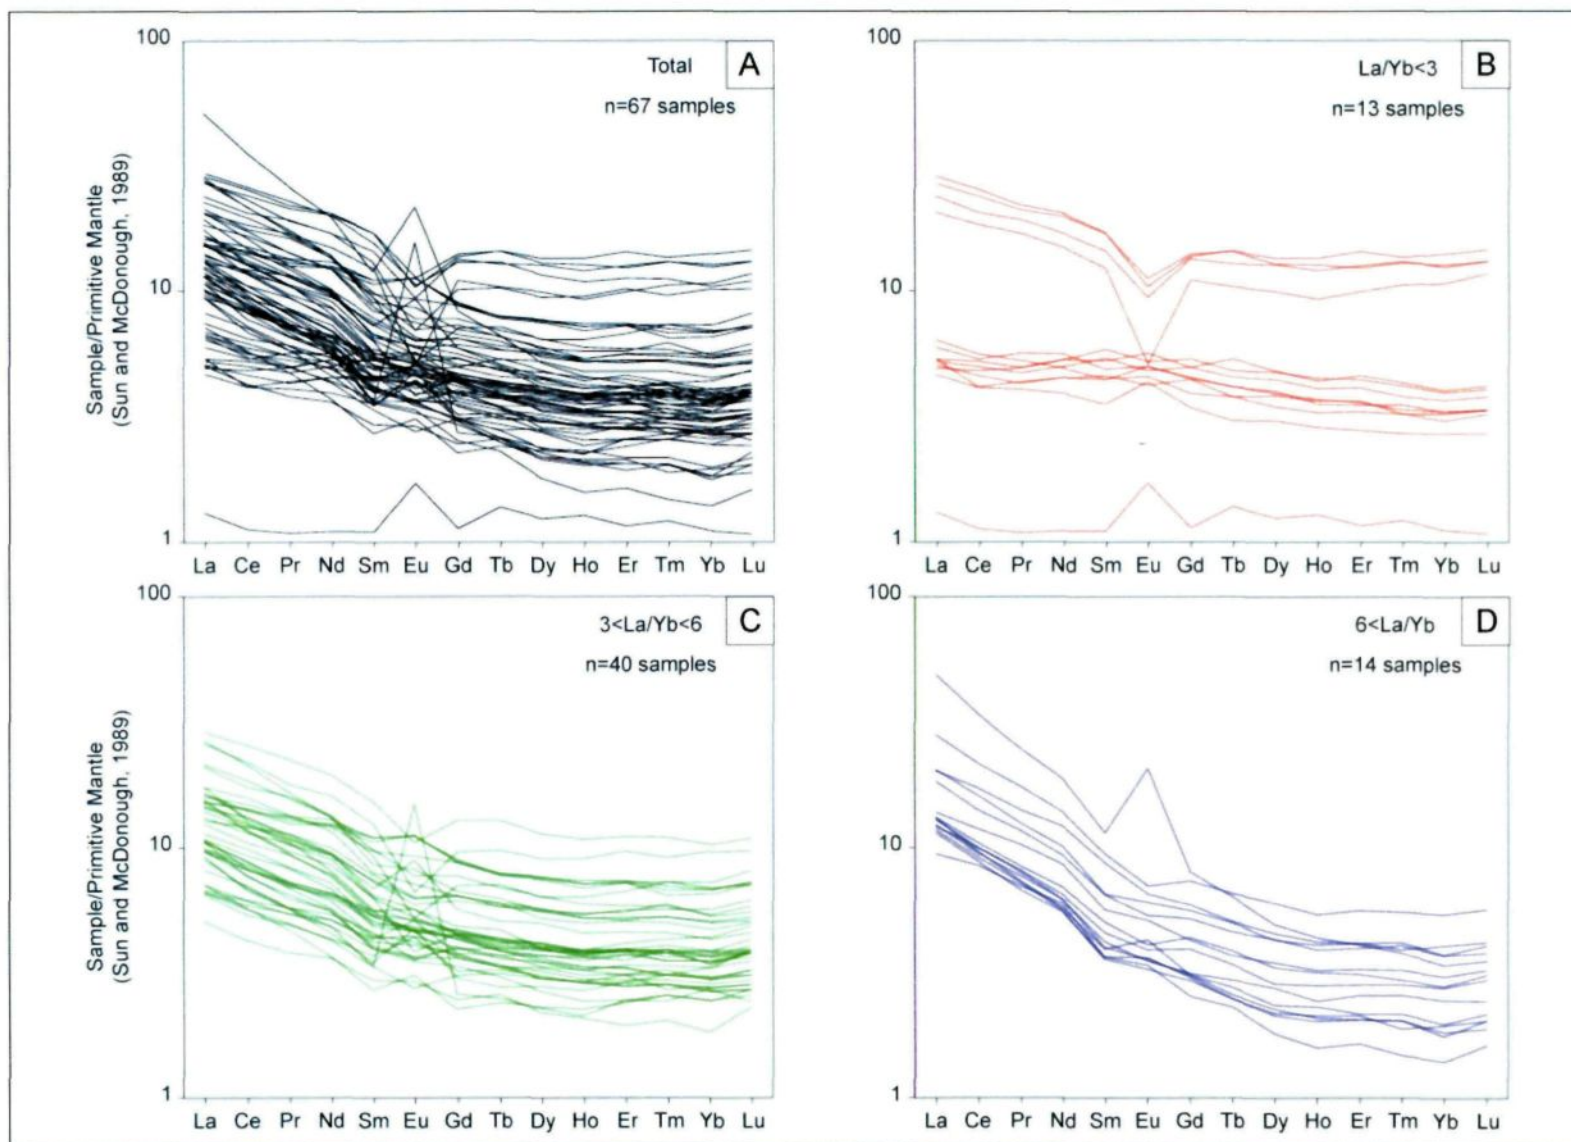 100
Total
A
n=67 samples
10
1
Sample/Primitive Mantle
(Sun and McDonough, 1989)
La Ce Pr Nd Sm Eu Gd Tb Dy Ho Er Tm Yb Lu
100
La/Yb<3
B
n=13 samples
10
1
La Ce Pr Nd Sm Eu Gd Tb Dy Ho Er Tm Yb Lu
100
3<La/Yb<6
C
n=40 samples
10
1
Sample/Primitive Mantle
(Sun and McDonough, 1989)
La Ce Pr Nd Sm Eu Gd Tb Dy Ho Er Tm Yb Lu
100
6<La/Yb
D
n=14 samples
10
1
La Ce Pr Nd Sm Eu Gd Tb Dy Ho Er Tm Yb Lu